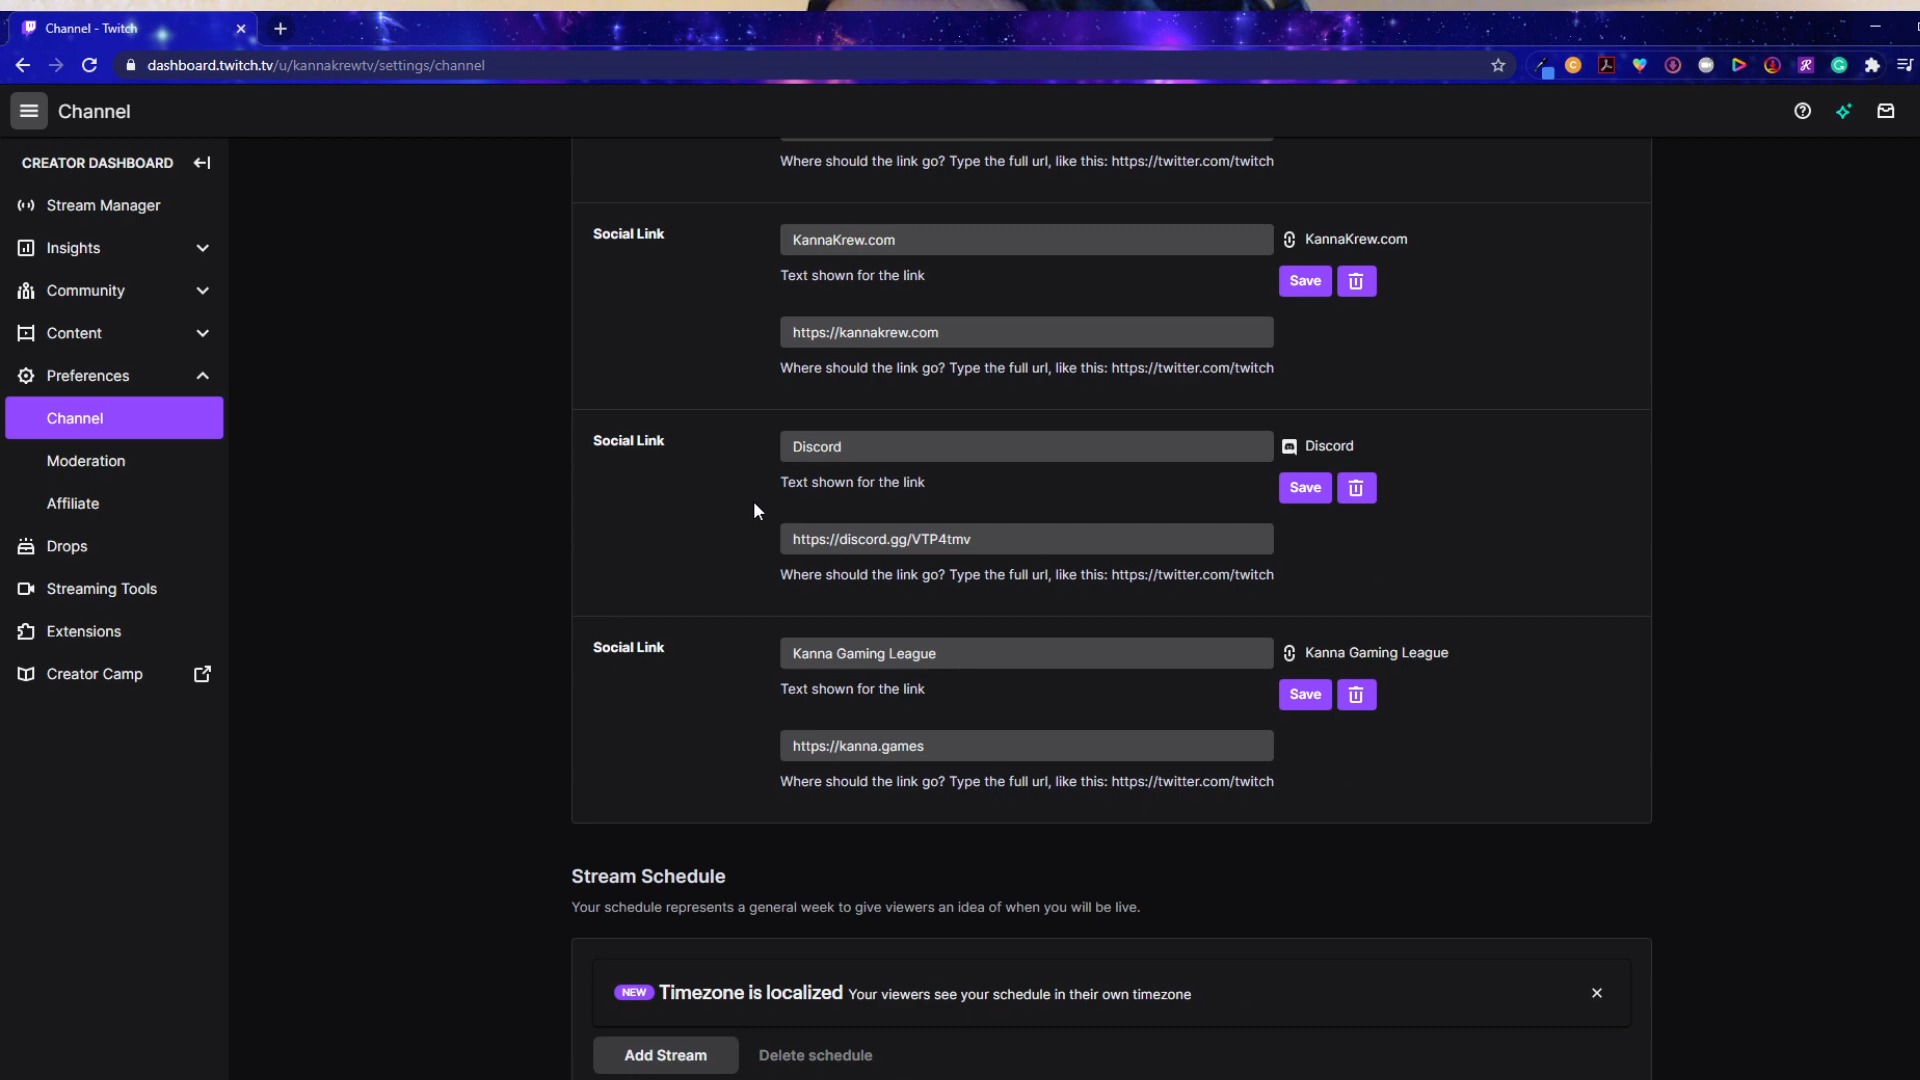 Channel - Twitch
dashboard.twitch.tv/u/kannakrewtv/settings/channel
Channel
CREATOR DASHBOARD
Stream Manager
Insights
Community
Content
Preferences
Channel
Moderation
Affiliate
Drops
Streaming Tools
Extensions
Creator Camp
Where should the link go? Type the full url, like this: https://twitter.com/twitch
Social Link
KannaKrew.com
KannaKrew.com
Text shown for the link
Save
https://kannakrew.com
Where should the link go? Type the full url, like this: https://twitter.com/twitch
Social Link
Discord
Discord
Text shown for the link
Save
https://discord.gg/VTP4tmv
Where should the link go? Type the full url, like this: https://twitter.com/twitch
Social Link
Kanna Gaming League
Kanna Gaming League
Text shown for the link
Save
https://kanna.games
Where should the link go? Type the full url, like this: https://twitter.com/twitch
Stream Schedule
Your schedule represents a general week to give viewers an idea of when you will be live.
NEW Timezone is localized Your viewers see your schedule in their own timezone
Add Stream
Delete schedule